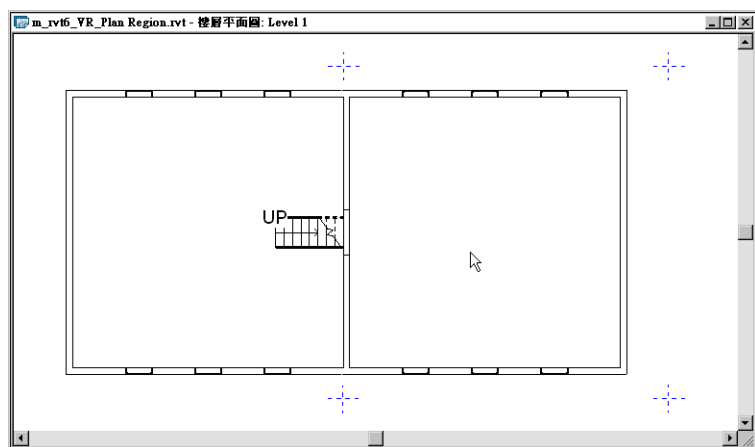 m_rvt6_VR_Plan Region.rvt - 樓層平面圖: Level 1
UP